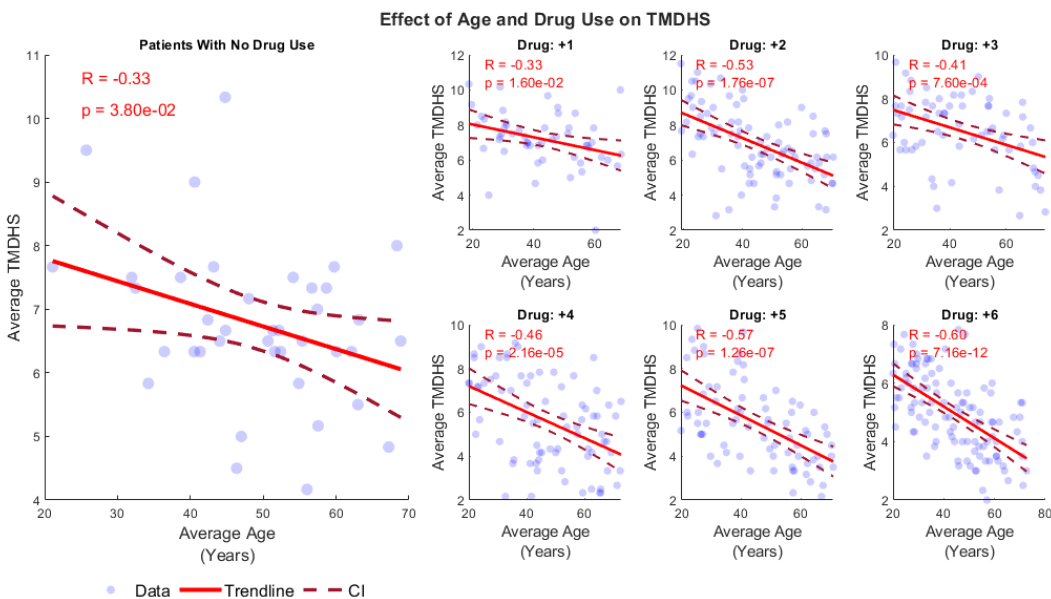 Effect of Age and Drug Use on TMDHS
Patients With No Drug Use
R = -0.33
p = 3.80e-02
11
10
9
8
7
6
5
4
20
30
40
50
60
70
Average TMDHS
Average Age
(Years)
Drug: +1
R = -0.33
p = 1.60e-02
12
10
8
6
4
2
20
40
60
Average TMDHS
Average Age
(Years)
Drug: +2
R = -0.53
p = 1.76e-07
12
10
8
6
4
2
20
40
60
Average TMDHS
Average Age
(Years)
Drug: +3
R = -0.41
p = 7.60e-04
10
8
6
4
2
20
40
60
Average TMDHS
Average Age
(Years)
Drug: +4
R = -0.46
p = 2.16e-05
10
8
6
4
2
20
40
60
Average TMDHS
Average Age
(Years)
Drug: +5
R = -0.57
p = 1.26e-07
10
8
6
4
2
20
40
60
Average TMDHS
Average Age
(Years)
Drug: +6
R = -0.60
p = 7.16e-12
8
7
6
5
4
3
2
20
40
60
80
Average TMDHS
Average Age
(Years)
Data
Trendline
CI